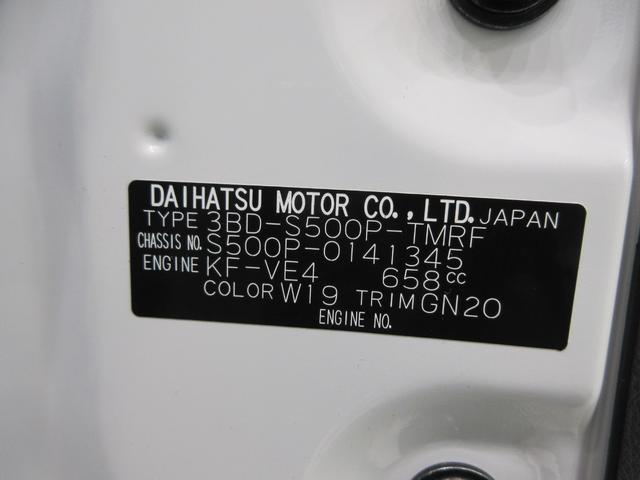 DAIHATSU MOTOR CO.,LTD. JAPAN
TYPE 3BD-S500P-TMRF
CHASSIS NO. S500P-0141345
ENGINE KF-VE4 658cc
COLOR W19 TRIM GN20
ENGINE NO.